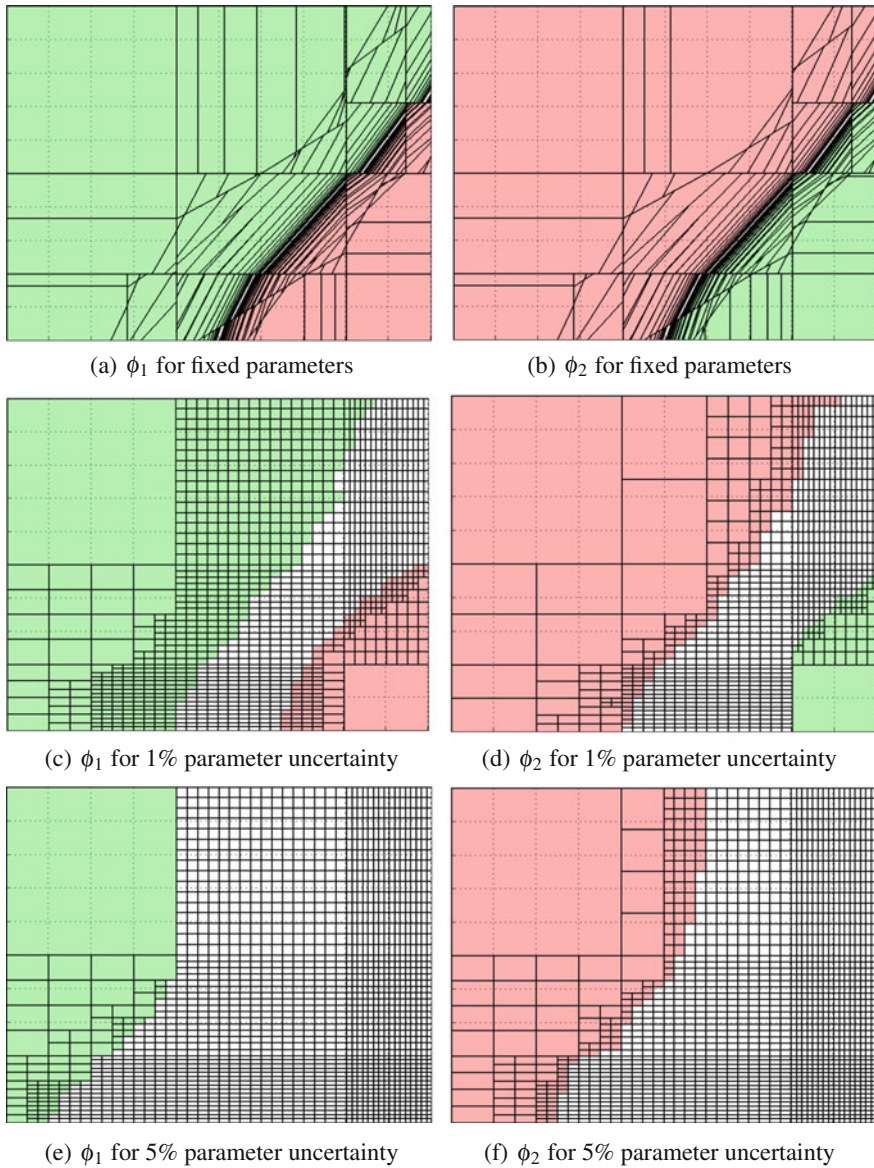 (a) ϕ₁ for fixed parameters
(b) ϕ₂ for fixed parameters
(c) ϕ₁ for 1% parameter uncertainty
(d) ϕ₂ for 1% parameter uncertainty
(e) ϕ₁ for 5% parameter uncertainty
(f) ϕ₂ for 5% parameter uncertainty